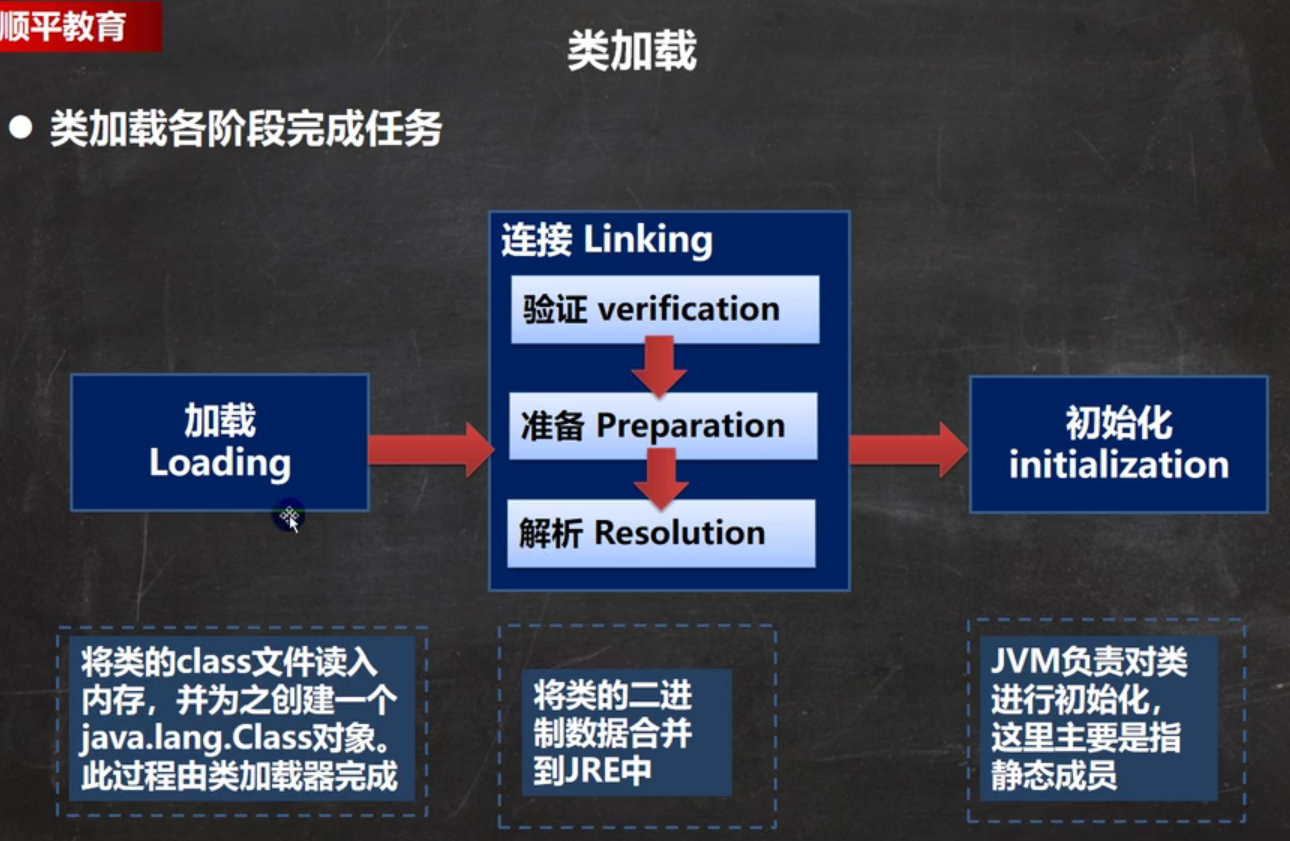 顺平教育
类加载
● 类加载各阶段完成任务
加载
Loading
连接 Linking
验证 verification
准备 Preparation
解析 Resolution
初始化
initialization
将类的class文件读入
内存，并为之创建一个
java.lang.Class对象。
此过程由类加载器完成
将类的二进
制数据合并
到JRE中
JVM负责对类
进行初始化，
这里主要是指
静态成员